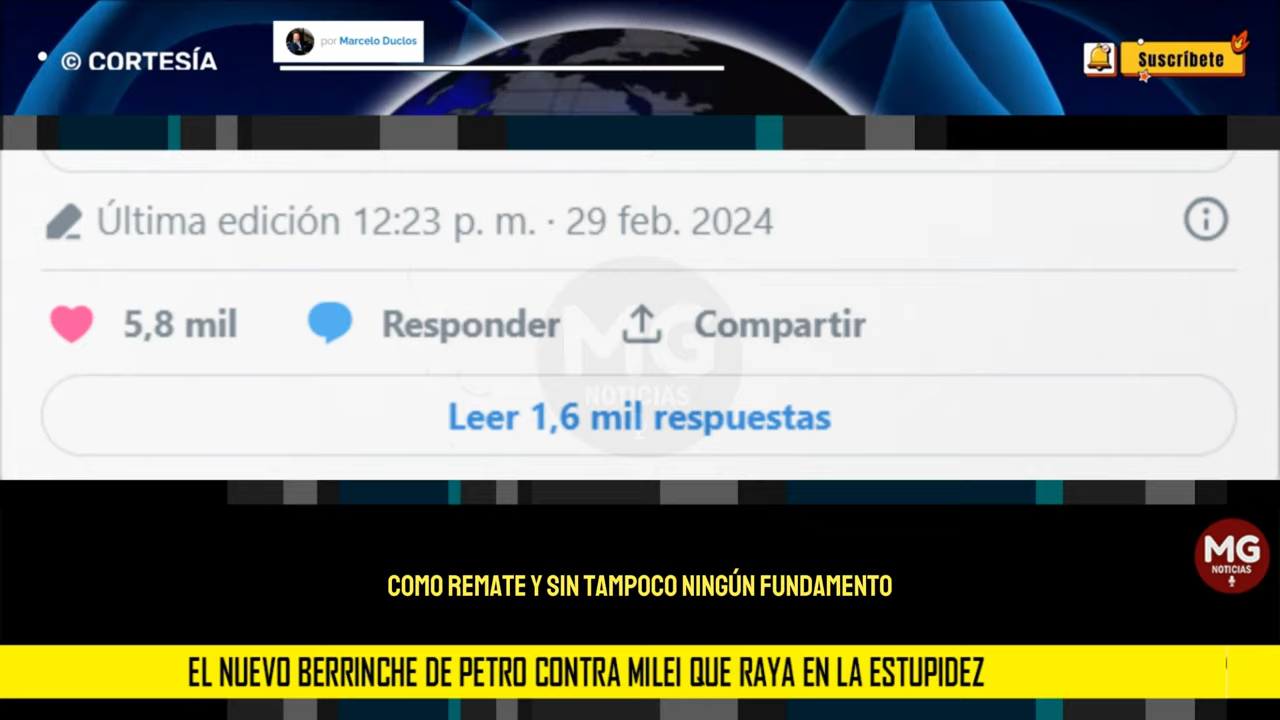 © CORTESÍA
por Marcelo Duclos
Suscríbete
Última edición 12:23 p. m. · 29 feb. 2024
5,8 mil Responder Compartir
MG
NOTICIAS
Leer 1,6 mil respuestas
MG
NOTICIAS
COMO REMATE Y SIN TAMPOCO NINGÚN FUNDAMENTO
EL NUEVO BERRINCHE DE PETRO CONTRA MILEI QUE RAYA EN LA ESTUPIDEZ